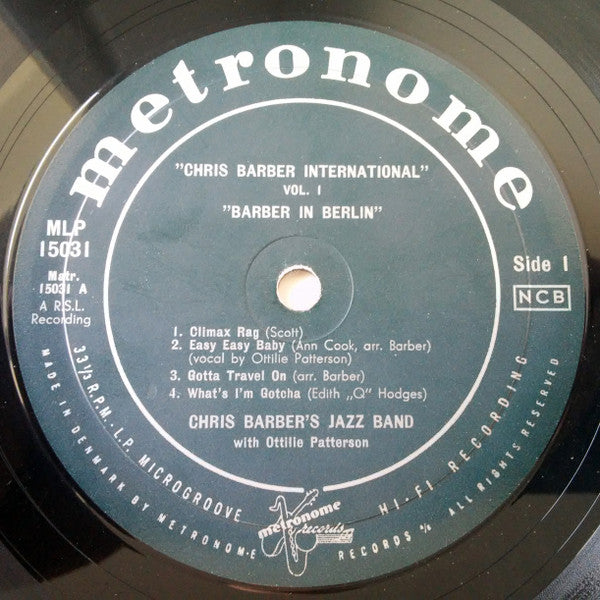 metronome
"CHRIS BARBER INTERNATIONAL"
VOL. 1
"BARBER IN BERLIN"
MLP
15031
Matr.
15031 A
A R.S.L.
Recording
Side 1
NCB
1. Climax Rag (Scott)
2. Easy Easy Baby (Ann Cook, arr. Barber)
(vocal by Ottilie Patterson)
3. Gotta Travel On (arr. Barber)
4. What's I'm Gotcha (Edith „Q" Hodges)
CHRIS BARBER'S JAZZ BAND
with Ottilie Patterson
33 1/3 R.P.M. L.P. MICROGROOVE
HI-FI RECORDING
metronome
records
MADE IN DENMARK BY METRONOME RECORDS A/S ALL RIGHTS RESERVED